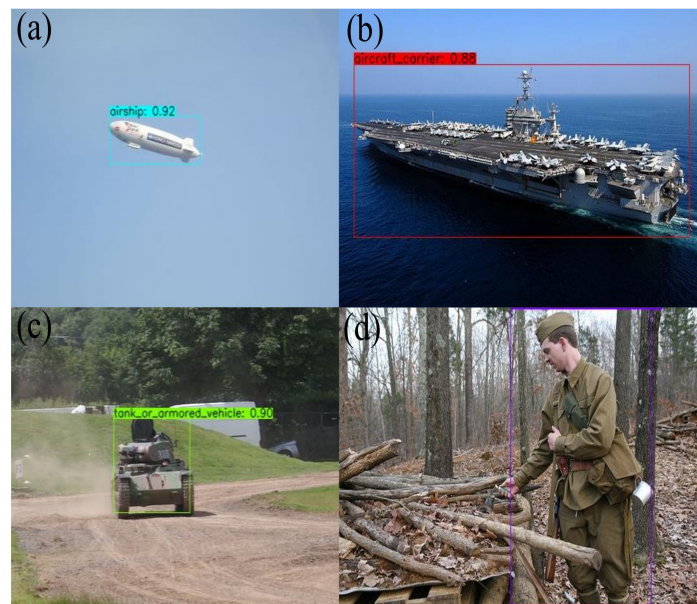 (a)
airship: 0.92
(b)
aircraft_carrier: 0.88
(c)
tank_or_armored_vehicle: 0.90
(d)